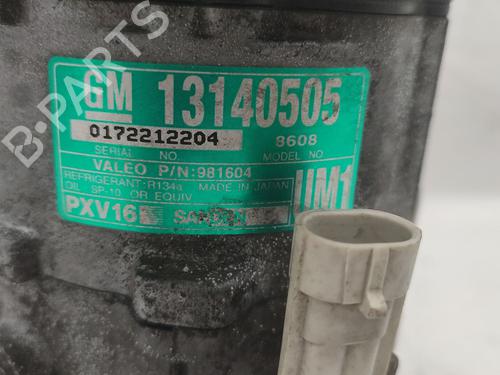 GM 13140505
0172212204 8608
SERIAL NO. MODEL NO
VALEO P/N:981604
REFRIGERANT:R134a MADE IN JAPAN
OIL SP-10 OR EQUIV UM1
PXV16
B-PARTS